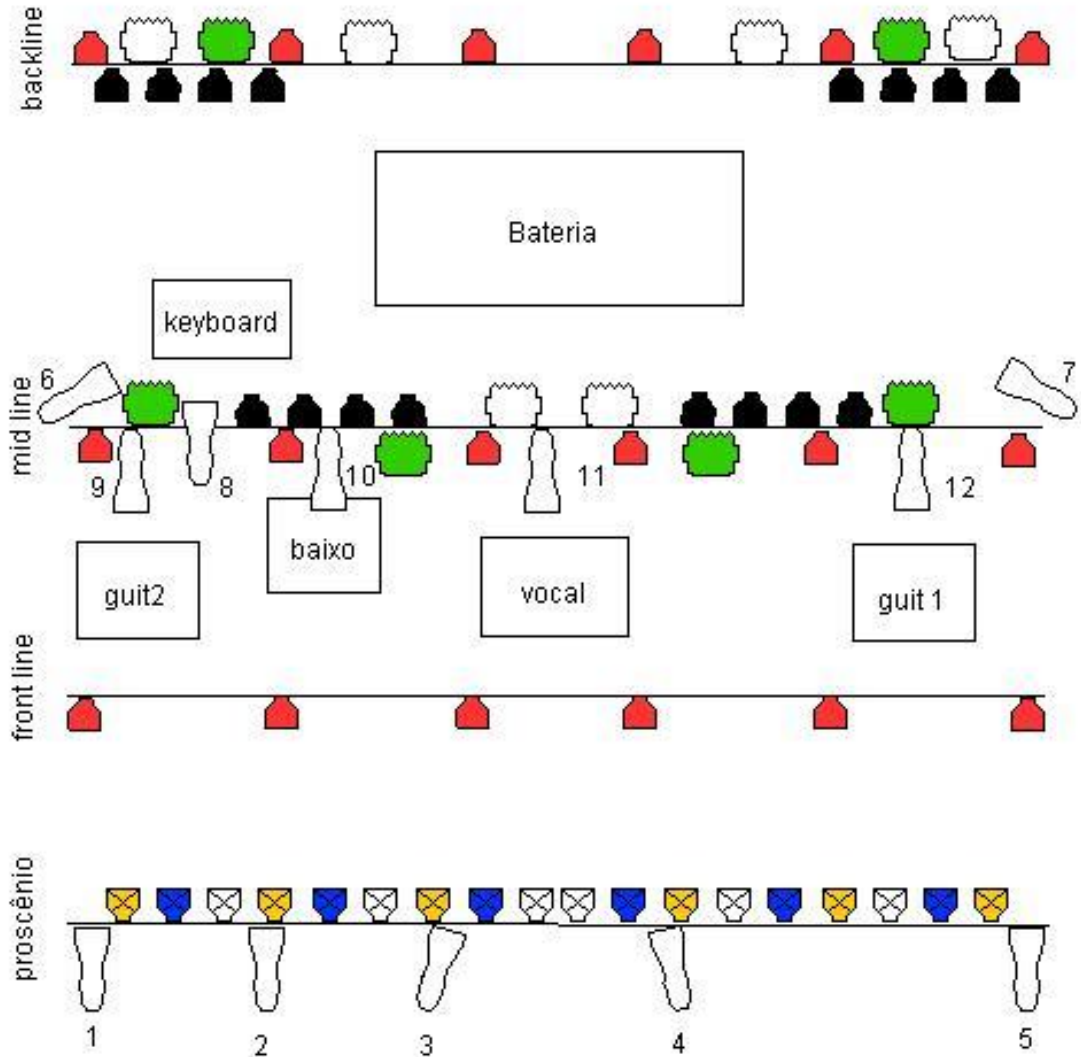 backline
Bateria
keyboard
mid line
6
7
9
8
10
11
12
guit2
baixo
vocal
guit 1
front line
proscênio
1
2
3
4
5